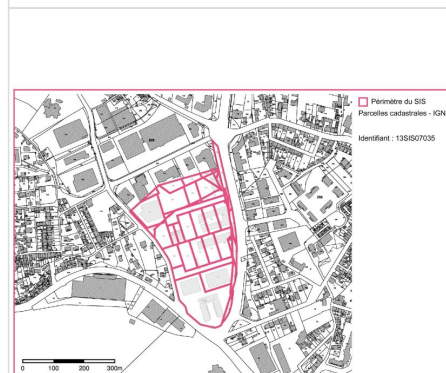 Périmètre du SIS
Parcelles cadastrales - IGN
Identifiant : 13SIS07035
0 100 200 300m